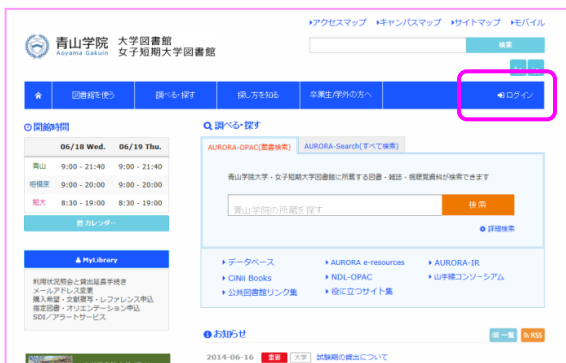 アクセスマップ キャンパスマップ サイトマップ モバイル
青山学院 大学図書館
Aoyama Gakuin 女子短期大学図書館
検索
図書館を使う 調べる・探す 探し方を知る 卒業生/学外の方へ ログイン
開館時間
06/18 Wed. 06/19 Thu.
青山 9:00 - 21:40 9:00 - 21:40
相模原 9:00 - 20:00 9:00 - 20:00
短大 8:30 - 19:00 8:30 - 19:00
カレンダー
MyLibrary
利用状況照会と貸出延長手続き
メールアドレス変更
購入希望・文献複写・レファレンス申込
指定図書・オリエンテーション申込
SDI/アラートサービス
調べる・探す
AURORA-OPAC(蔵書検索) AURORA-Search(すべて検索)
青山学院大学・女子短期大学図書館に所蔵する図書・雑誌・視聴覚資料が検索できます
青山学院の所蔵を探す 検索
詳細検索
データベース AURORA e-resources AURORA-IR
CiNii Books NDL-OPAC 山手線コンソーシアム
公共図書館リンク集 役に立つサイト集
お知らせ 一覧 RSS
2014-06-16 重要 大学 試験期の貸出について